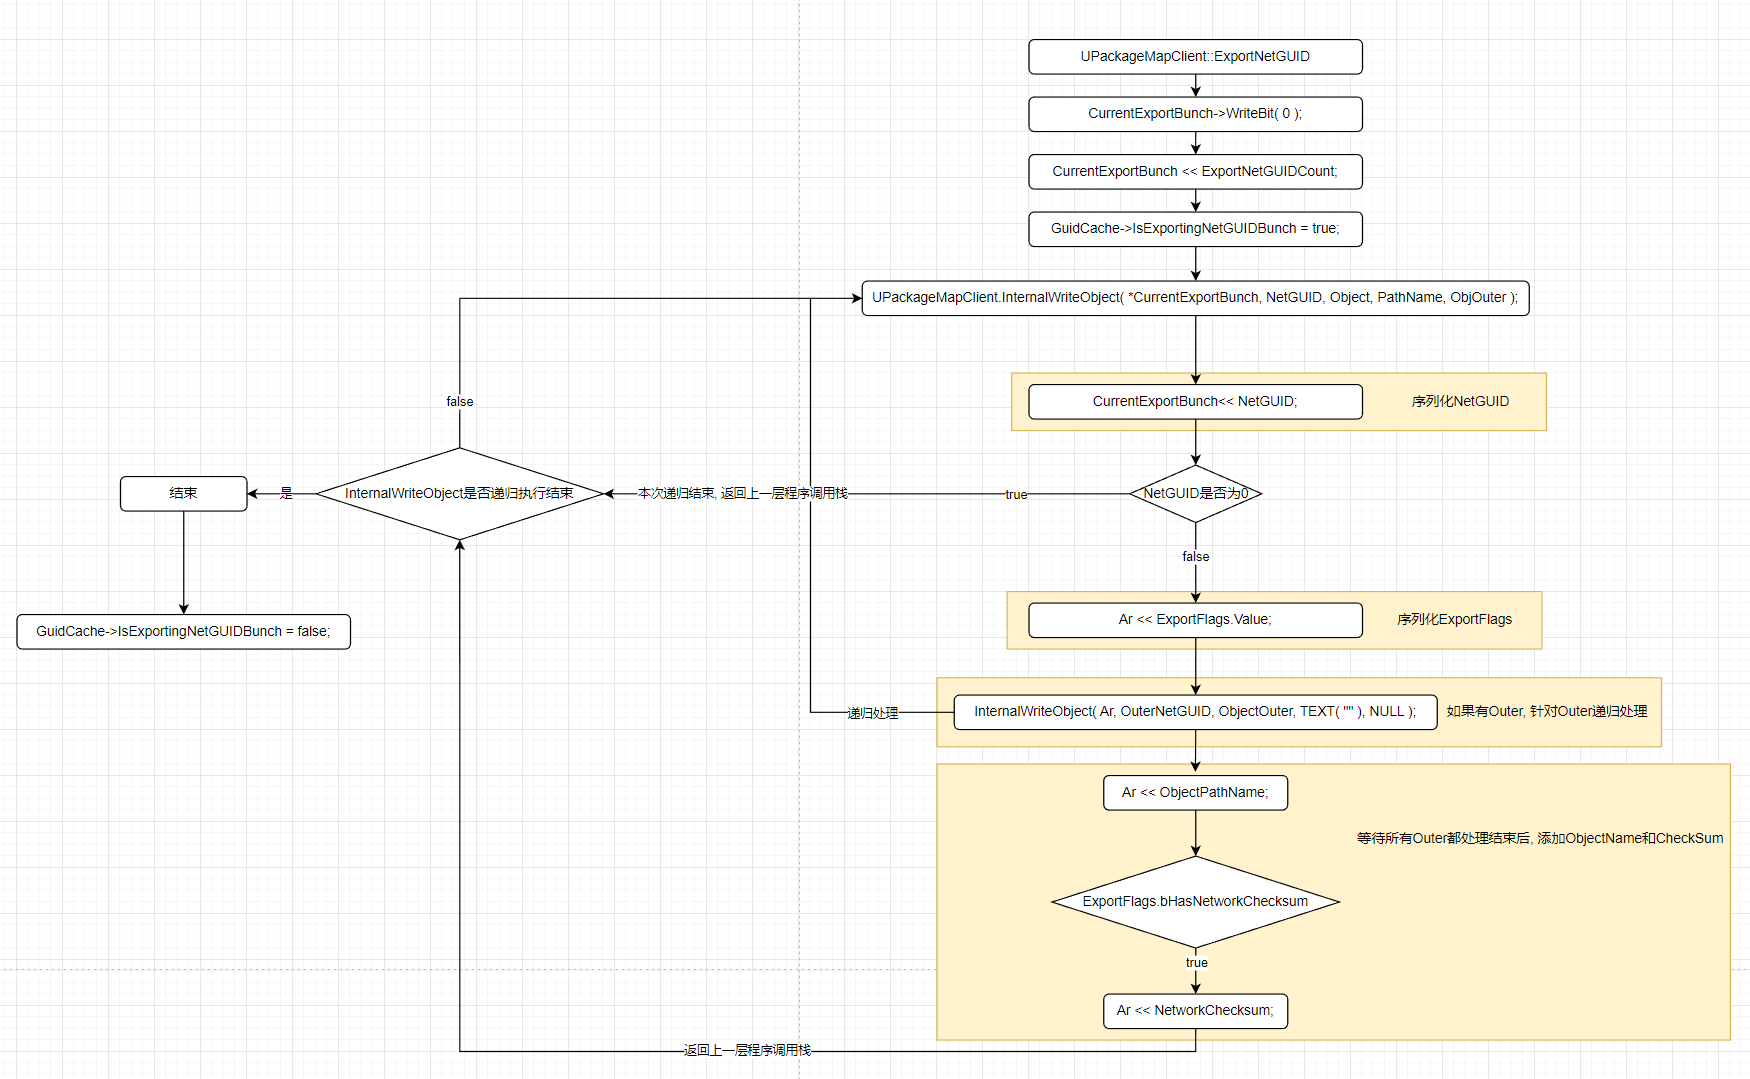 UPackageMapClient::ExportNetGUID
CurrentExportBunch->WriteBit( 0 );
CurrentExportBunch << ExportNetGUIDCount;
GuidCache->IsExportingNetGUIDBunch = true;
UPackageMapClient.InternalWriteObject( *CurrentExportBunch, NetGUID, Object, PathName, ObjOuter );
CurrentExportBunch<< NetGUID;
序列化NetGUID
false
NetGUID是否为0
true
本次递归结束, 返回上一层程序调用栈
InternalWriteObject是否递归执行结束
是
结束
false
GuidCache->IsExportingNetGUIDBunch = false;
Ar << ExportFlags.Value;
序列化ExportFlags
InternalWriteObject( Ar, OuterNetGUID, ObjectOuter, TEXT( "" ), NULL );
如果有Outer, 针对Outer递归处理
递归处理
Ar << ObjectPathName;
等待所有Outer都处理结束后, 添加ObjectName和CheckSum
ExportFlags.bHasNetworkChecksum
true
Ar << NetworkChecksum;
返回上一层程序调用栈